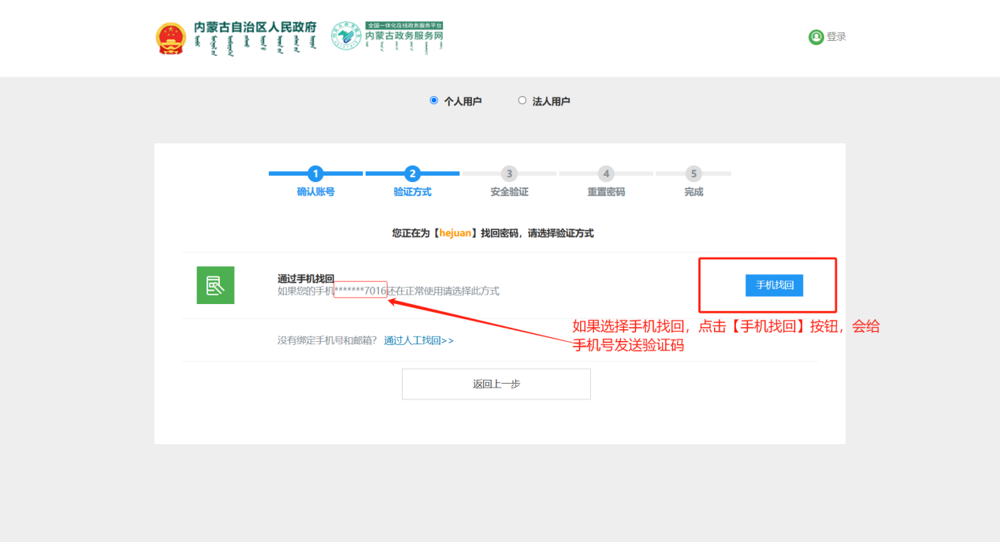 内蒙古自治区人民政府
全国一体化在线政务服务平台
内蒙古政务服务网
登录
个人用户 法人用户
1 2 3 4 5
确认账号 验证方式 安全验证 重置密码 完成
您正在为【hejuan】找回密码，请选择验证方式
通过手机找回
如果您的手机*******7016还在正常使用请选择此方式
手机找回
如果选择手机找回，点击【手机找回】按钮，会给
手机号发送验证码
没有绑定手机号和邮箱？ 通过人工找回>>
返回上一步